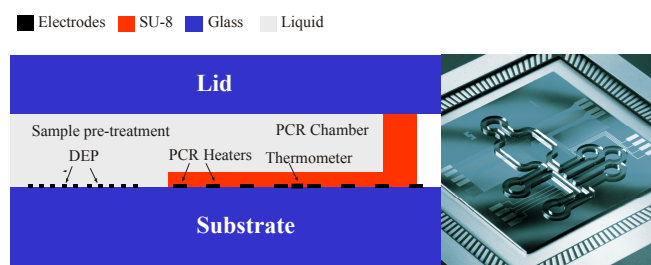 Electrodes SU-8 Glass Liquid
Lid
Sample pre-treatment PCR Chamber
DEP PCR Heaters Thermometer
Substrate